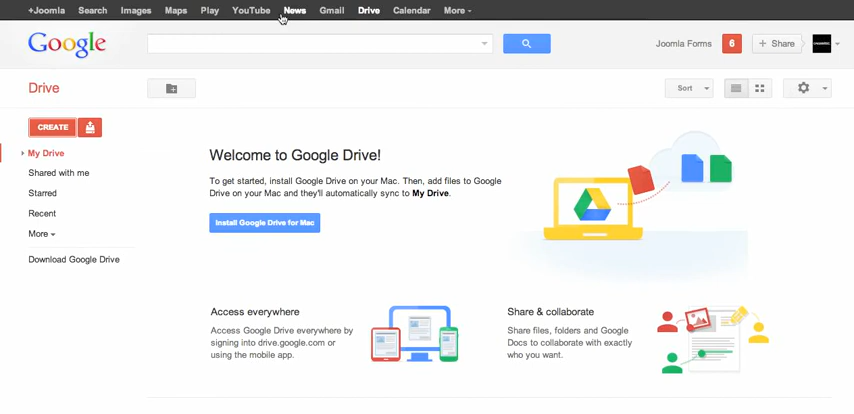 +Joomla Search Images Maps Play YouTube News Gmail Drive Calendar More
Google
Joomla Forms 6 + Share
Drive
Sort
CREATE
My Drive
Shared with me
Starred
Recent
More
Download Google Drive
Welcome to Google Drive!
To get started, install Google Drive on your Mac. Then, add files to Google
Drive on your Mac and they'll automatically sync to My Drive.
Install Google Drive for Mac
Access everywhere
Access Google Drive everywhere by
signing into drive.google.com or
using the mobile app.
Share & collaborate
Share files, folders and Google
Docs to collaborate with exactly
who you want.